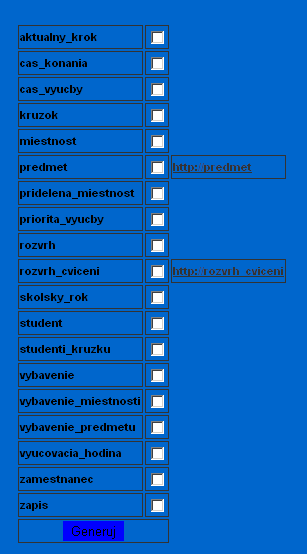 aktualny_krok
cas_konania
cas_vyucby
kruzok
miestnost
predmet http://predmet
pridelena_miestnost
priorita_vyucby
rozvrh
rozvrh_cviceni http://rozvrh_cviceni
skolsky_rok
student
studenti_kruzku
vybavenie
vybavenie_miestnosti
vybavenie_predmetu
vyucovacia_hodina
zamestnanec
zapis
Generuj